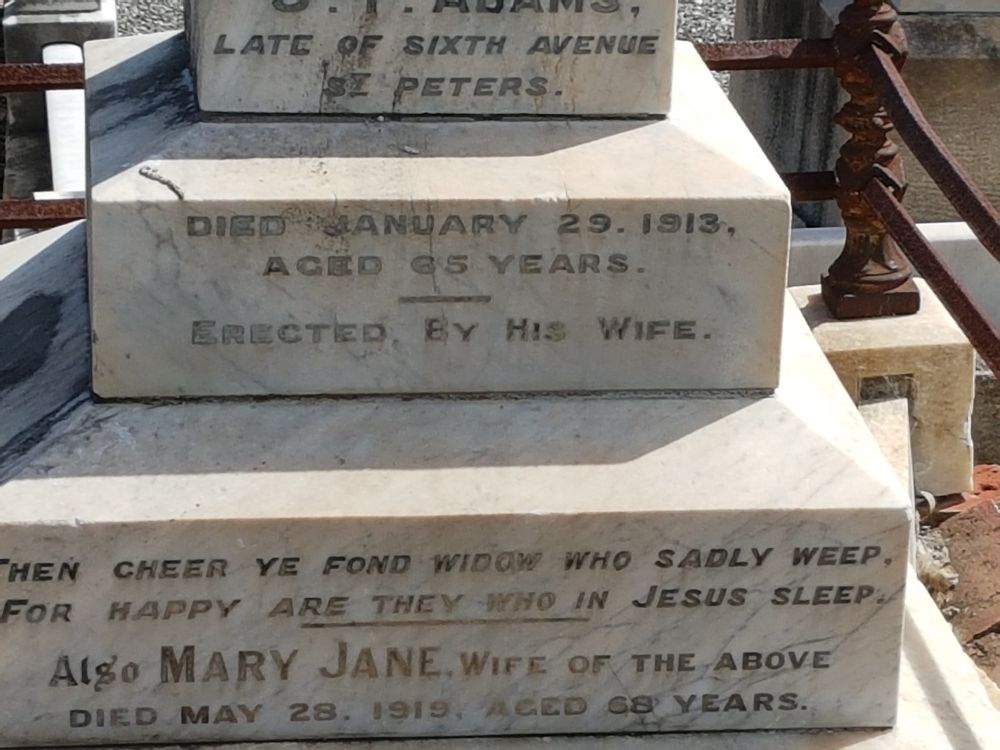 ADAMS,
LATE OF SIXTH AVENUE
ST PETERS.
DIED JANUARY 29. 1913,
AGED 65 YEARS.
ERECTED BY HIS WIFE.
THEN CHEER YE FOND WIDOW WHO SADLY WEEP,
FOR HAPPY ARE THEY WHO IN JESUS SLEEP.
Also MARY JANE, WIFE OF THE ABOVE
DIED MAY 28. 1919, AGED 68 YEARS.